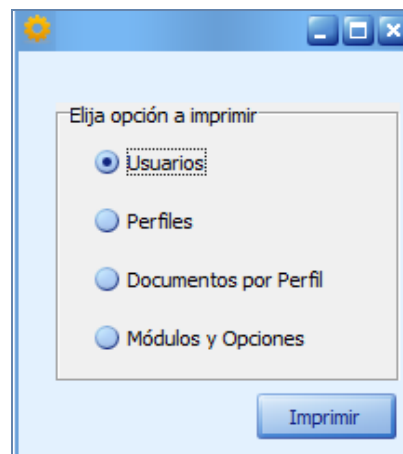 Elija opción a imprimir
Usuarios
Perfiles
Documentos por Perfil
Módulos y Opciones
Imprimir